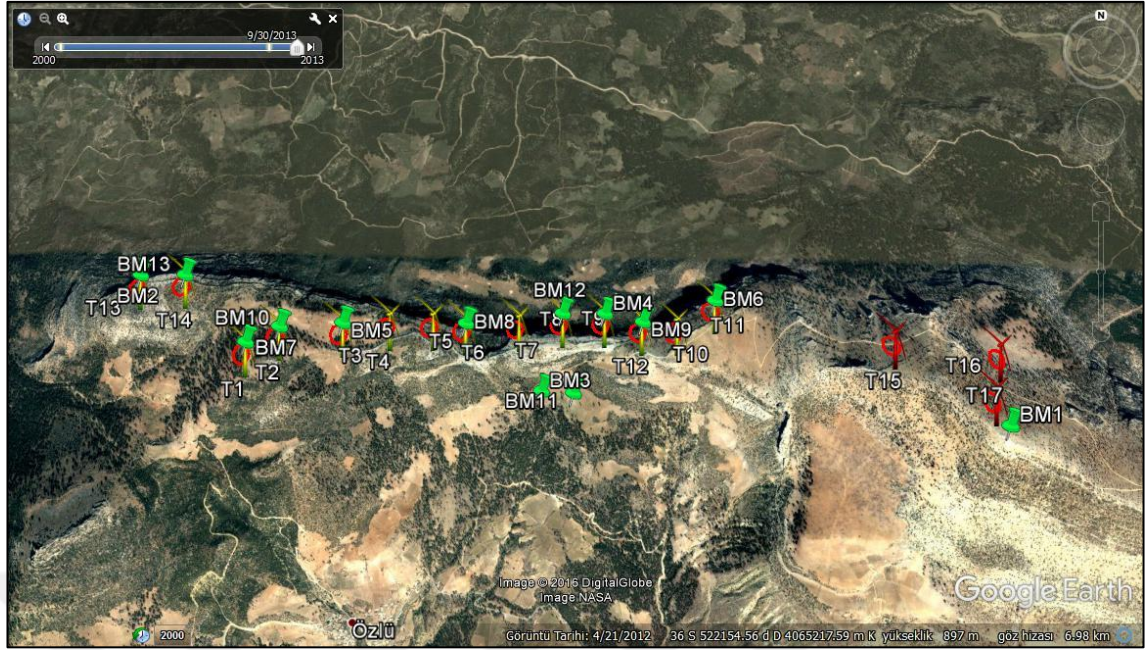 9/30/2013
2000
2013
N
BM13
BM2
T13
T14
BM10
BM7
T1
T2
BM5
T3
T4
T5
BM8
T6
T7
BM12
T8
T9
BM4
BM9
T12
T10
BM6
T11
BM3
BM11
T15
T16
T17
BM1
Image © 2016 DigitalGlobe
Image NASA
Google Earth
Özlü
2000
Görüntü Tarihi: 4/21/2012 36 S 522154.56 d D 4065217.59 m K yükseklik 897 m göz hizası 6.98 km